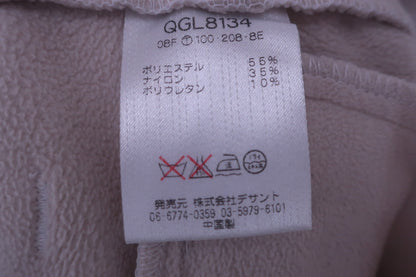 QGL8134
08F Ⓣ 100-208-8E
ポリエステル 55%
ナイロン 35%
ポリウレタン 10%
発売元 株式会社デサント
06-6774-0359 03-5979-6101
中国製